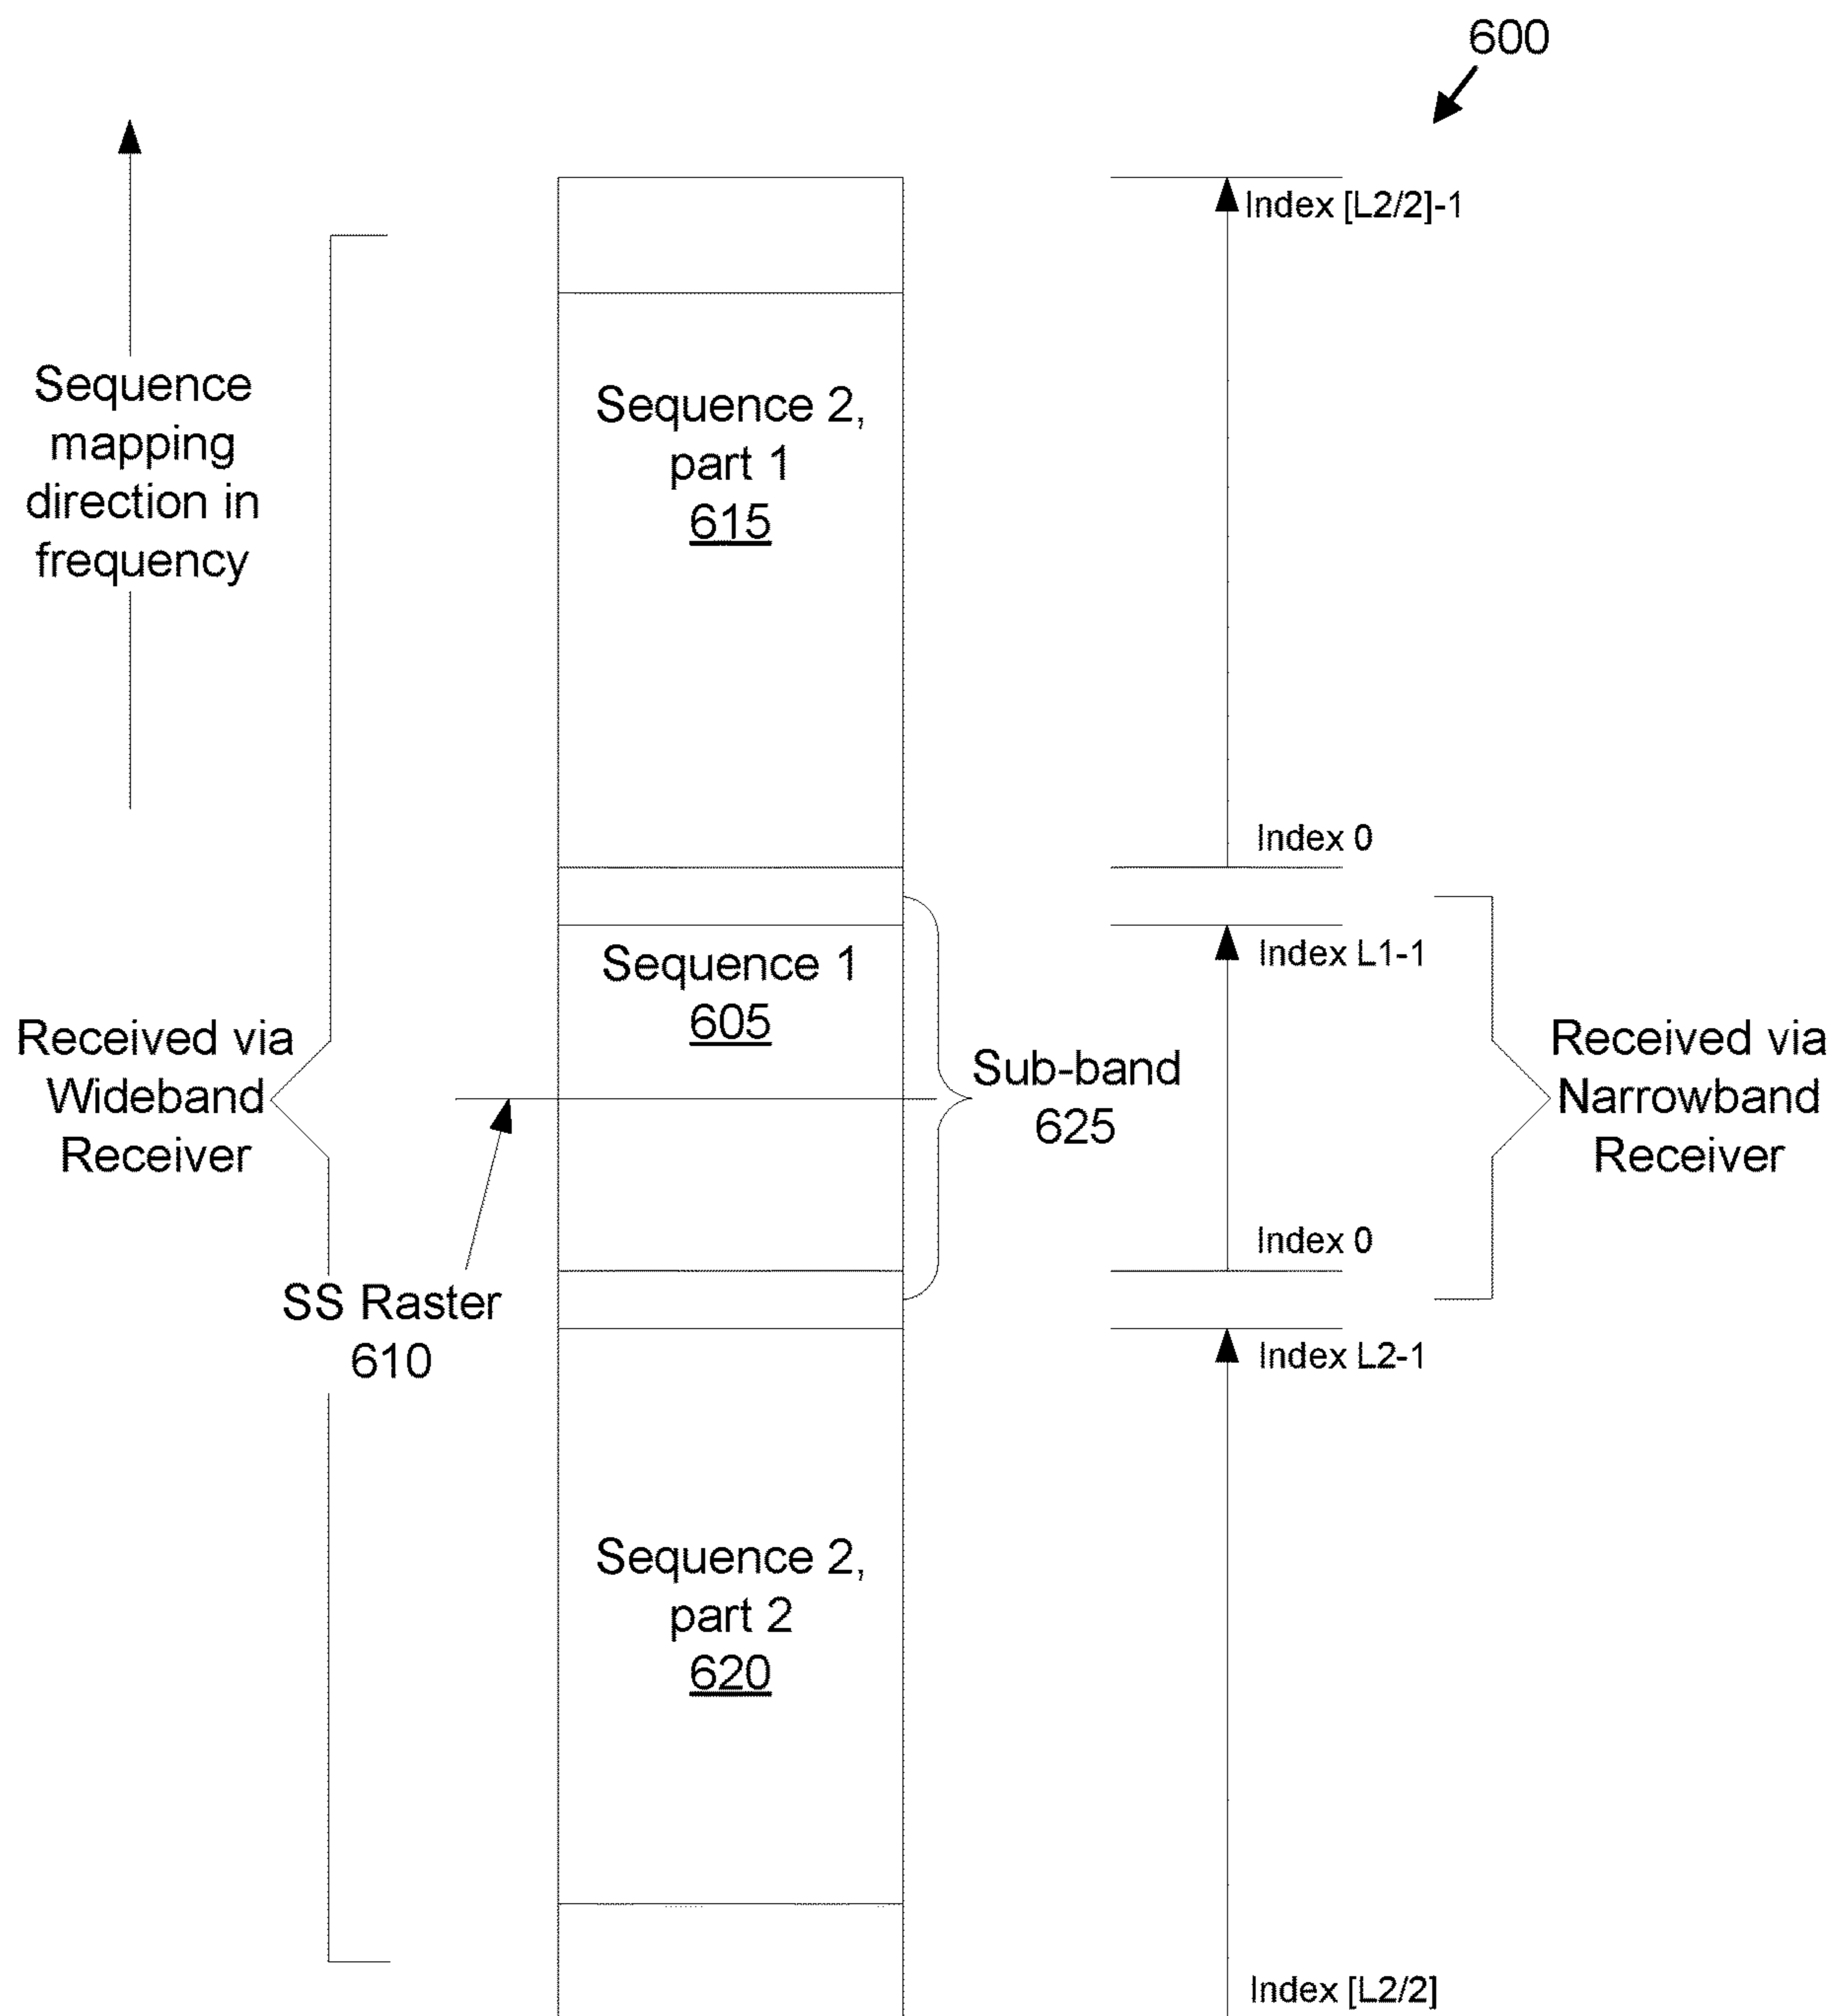 600
Index [L2/2]-1
Sequence
mapping
direction in
frequency
Sequence 2,
part 1
615
Index 0
Sequence 1
605
Index L1-1
Received via
Wideband
Receiver
Sub-band
625
Received via
Narrowband
Receiver
Index 0
SS Raster
610
Index L2-1
Sequence 2,
part 2
620
Index [L2/2]